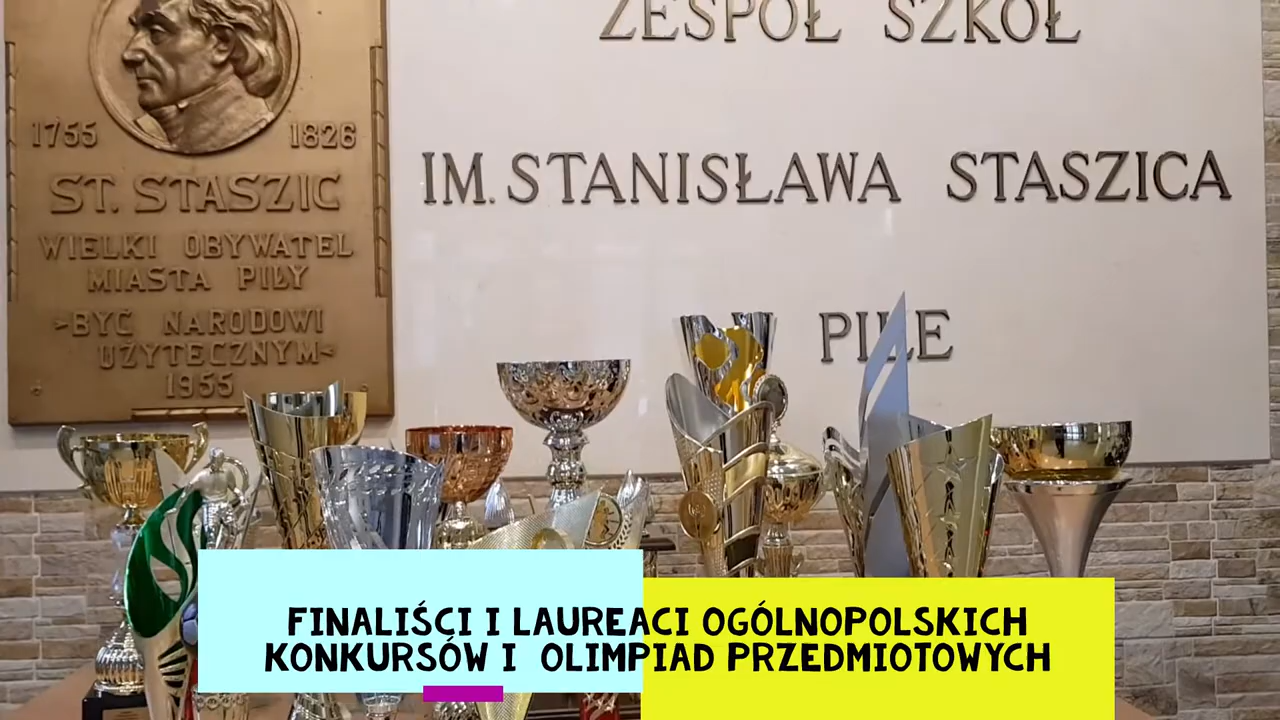 1755 1826
ST. STASZIC
WIELKI OBYWATEL
MIASTA PIŁY
»BYĆ NARODOWI
UŻYTECZNYM«
1955
ZESPÓŁ SZKÓŁ
IM. STANISŁAWA STASZICA
PILE
FINALIŚCI I LAUREACI OGÓLNOPOLSKICH
KONKURSÓW I OLIMPIAD PRZEDMIOTOWYCH